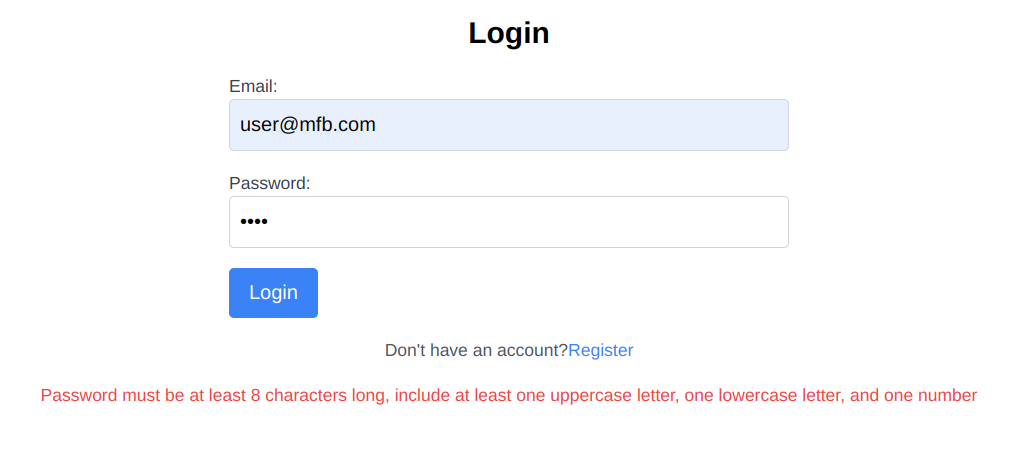 Login
Email:
user@mfb.com
Password:
••••
Login
Don't have an account?Register
Password must be at least 8 characters long, include at least one uppercase letter, one lowercase letter, and one number